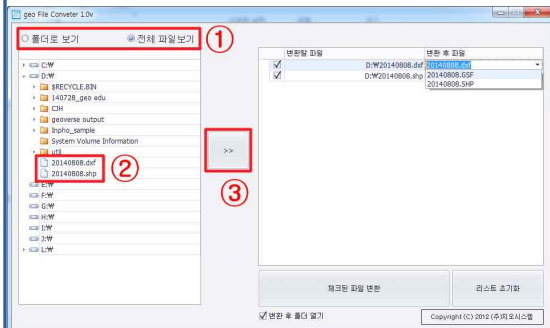 geo File Conveter 1.0v
폴더로 보기 전체 파일보기 ①
C:₩
D:₩
$RECYCLE.BIN
140728_geo edu
CIH
geoverse output
Inpho_sample
System Volume Information
util
20140808.dxf
20140808.shp
②
E:₩
F:₩
G:₩
H:₩
I:₩
J:₩
L:₩
>>
③
변환할 파일 변환 후 파일
D:₩20140808.dxf 20140808.dxf
D:₩20140808.shp 20140808.GSF
20140808.SHP
체크된 파일 변환 리스트 초기화
변환 후 폴더 열기 Copyright (C) 2012 (주)지오시스템